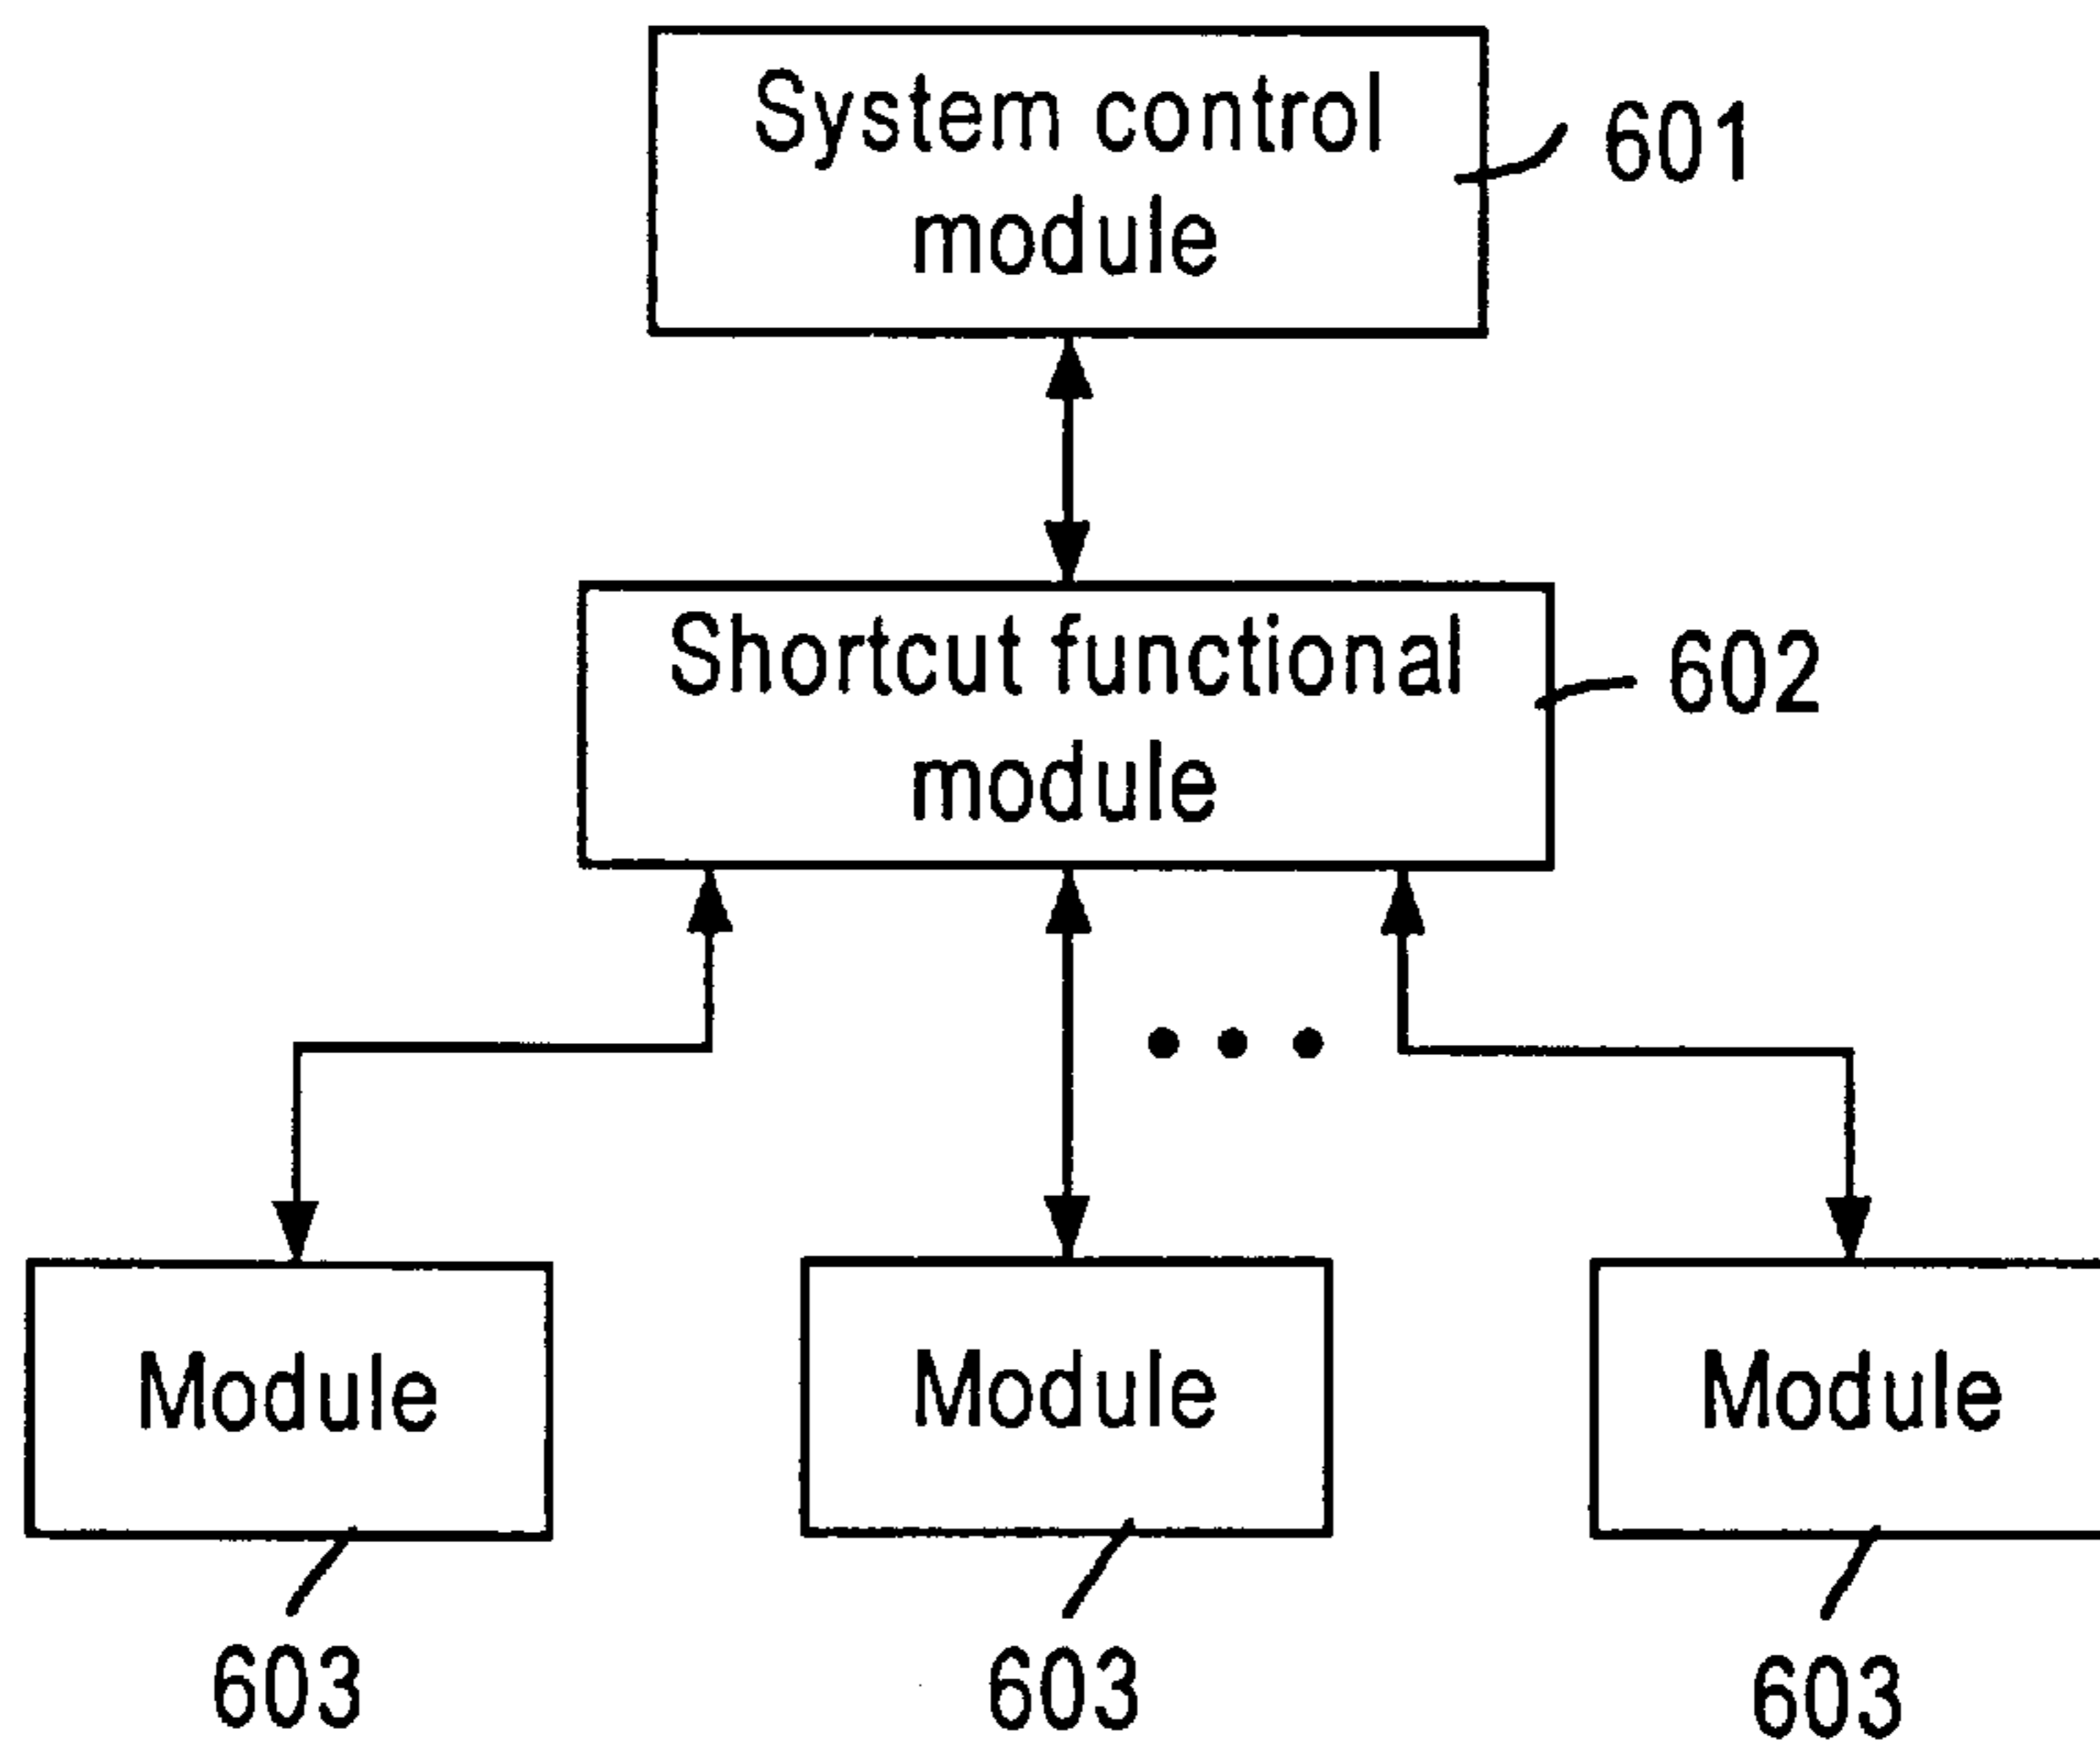 System control
module
601
Shortcut functional
module
602
Module
Module
Module
603
603
603